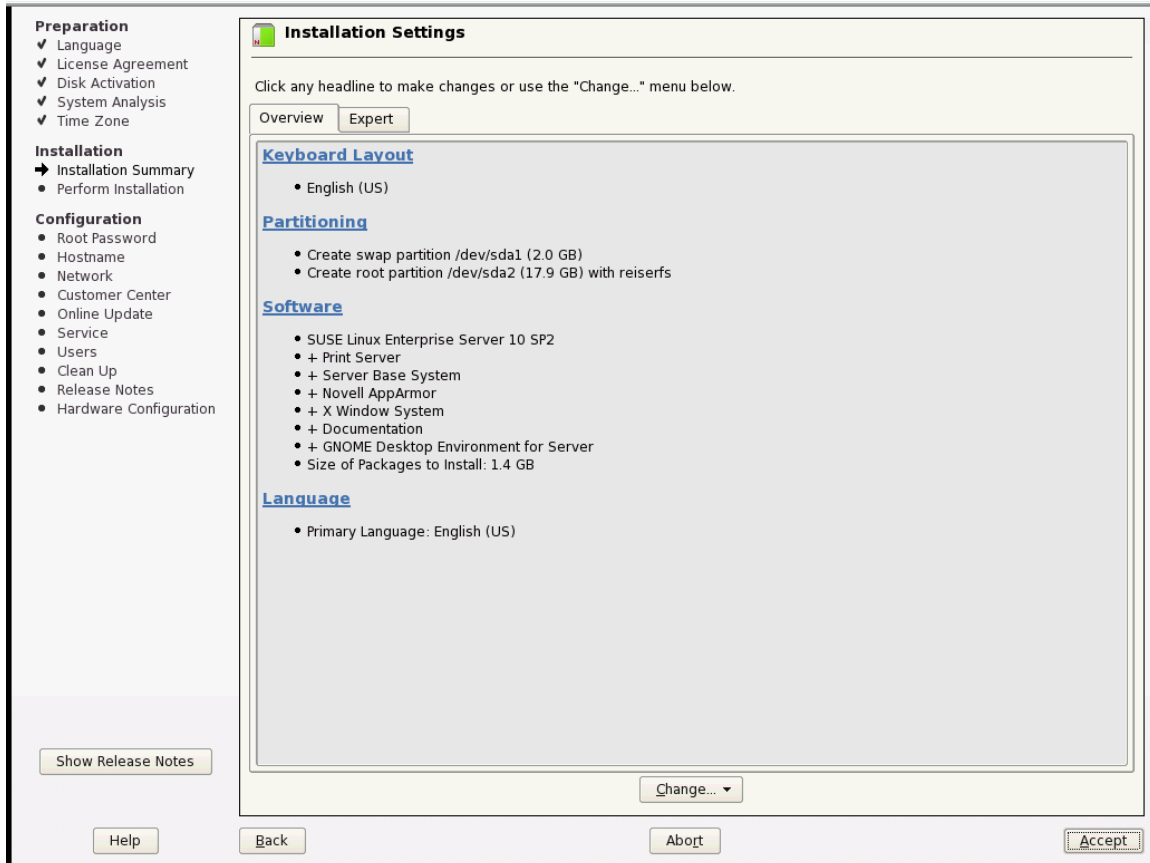 Preparation
Language
License Agreement
Disk Activation
System Analysis
Time Zone
Installation
Installation Summary
Perform Installation
Configuration
Root Password
Hostname
Network
Customer Center
Online Update
Service
Users
Clean Up
Release Notes
Hardware Configuration
Show Release Notes
Help
Installation Settings
Click any headline to make changes or use the "Change..." menu below.
Overview Expert
Keyboard Layout
• English (US)
Partitioning
• Create swap partition /dev/sda1 (2.0 GB)
• Create root partition /dev/sda2 (17.9 GB) with reiserfs
Software
• SUSE Linux Enterprise Server 10 SP2
• + Print Server
• + Server Base System
• + Novell AppArmor
• + X Window System
• + Documentation
• + GNOME Desktop Environment for Server
• Size of Packages to Install: 1.4 GB
Language
• Primary Language: English (US)
Change...
Back Abort Accept